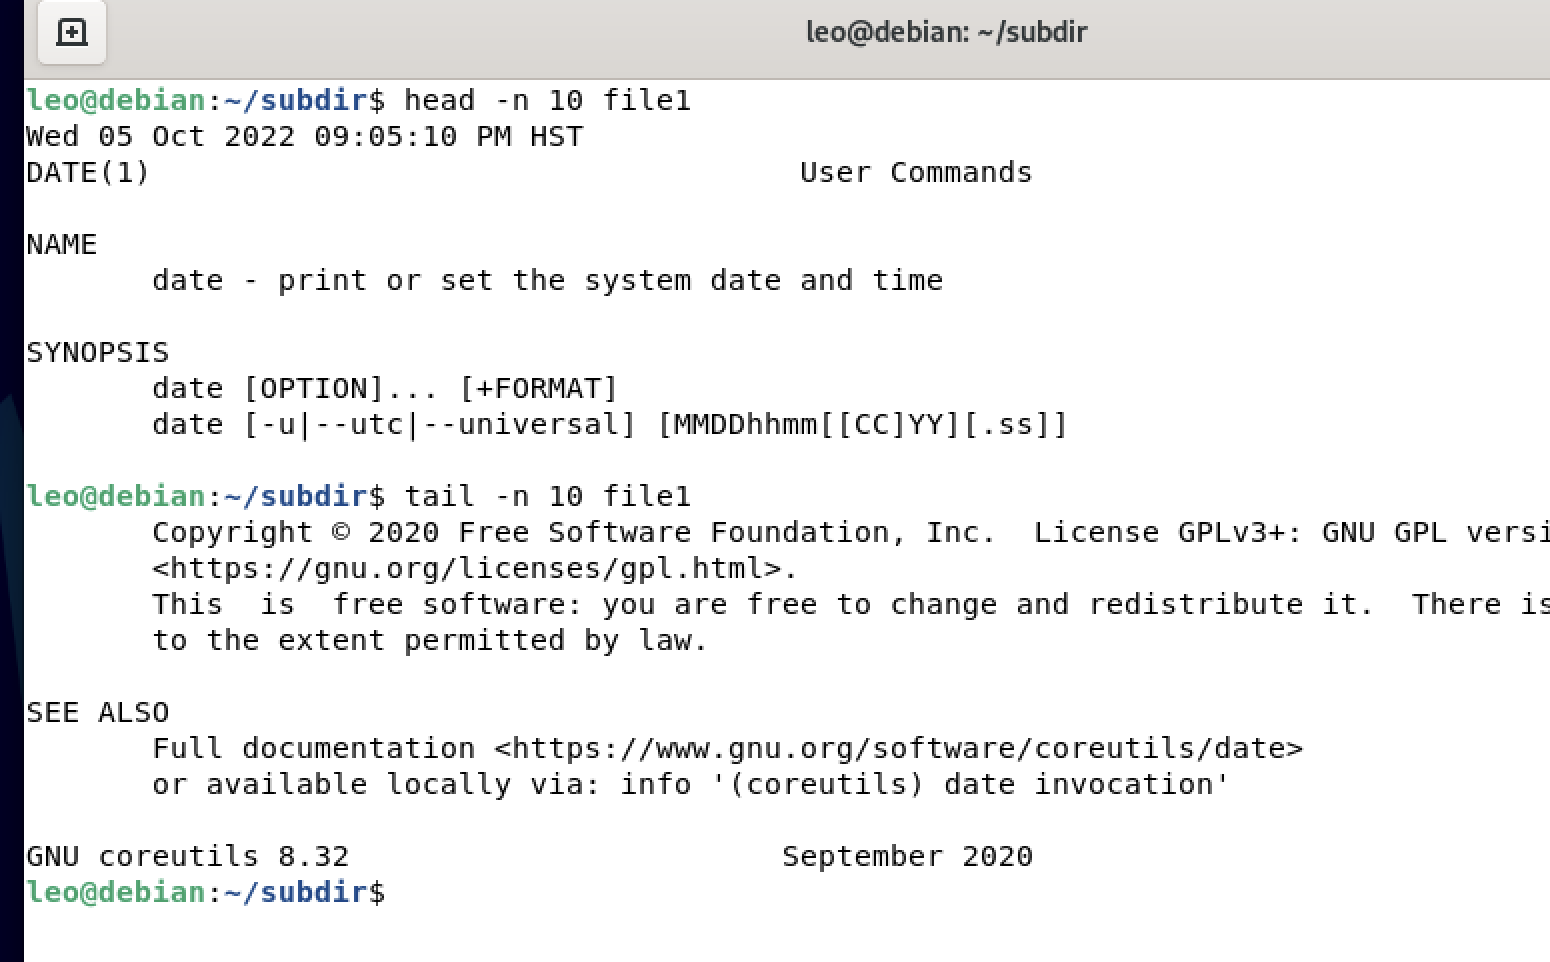 leo@debian: ~/subdir
leo@debian:~/subdir$ head -n 10 file1
Wed 05 Oct 2022 09:05:10 PM HST
DATE(1)                                    User Commands
NAME
       date - print or set the system date and time
SYNOPSIS
       date [OPTION]... [+FORMAT]
       date [-u|--utc|--universal] [MMDDhhmm[[CC]YY][.ss]]
leo@debian:~/subdir$ tail -n 10 file1
       Copyright © 2020 Free Software Foundation, Inc.  License GPLv3+: GNU GPL versi
       <https://gnu.org/licenses/gpl.html>.
       This  is  free software: you are free to change and redistribute it.  There is
       to the extent permitted by law.
SEE ALSO
       Full documentation <https://www.gnu.org/software/coreutils/date>
       or available locally via: info '(coreutils) date invocation'
GNU coreutils 8.32                        September 2020
leo@debian:~/subdir$